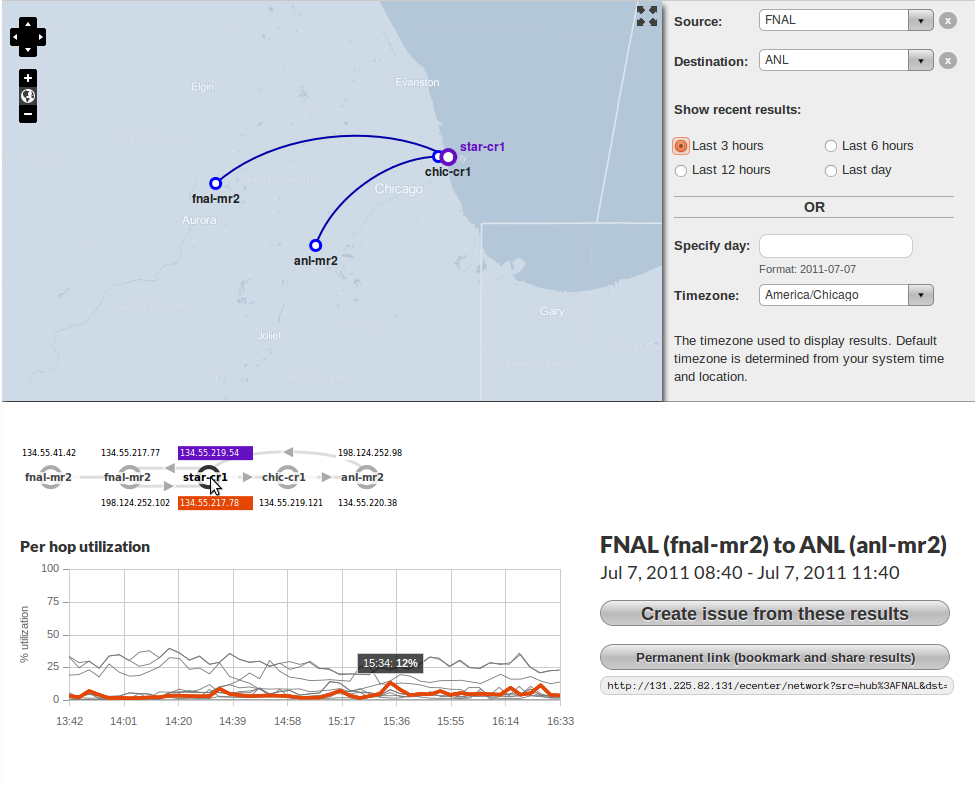 Elgin
Evanston
star-cr1
chic-cr1
fnal-mr2
Chicago
Aurora
anl-mr2
Gary
Joliet
Source:
FNAL
x
Destination:
ANL
x
Show recent results:
Last 3 hours
Last 6 hours
Last 12 hours
Last day
OR
Specify day:
Format: 2011-07-07
Timezone:
America/Chicago
The timezone used to display results. Default
timezone is determined from your system time
and location.
134.55.41.42
134.55.217.77
134.55.219.54
198.124.252.98
fnal-mr2
fnal-mr2
star-cr1
chic-cr1
anl-mr2
198.124.252.102
134.55.217.78
134.55.219.121
134.55.220.38
Per hop utilization
% utilization
100
75
50
25
0
15:34: 12%
13:42
14:01
14:20
14:39
14:58
15:17
15:36
15:55
16:14
16:33
FNAL (fnal-mr2) to ANL (anl-mr2)
Jul 7, 2011 08:40 - Jul 7, 2011 11:40
Create issue from these results
Permanent link (bookmark and share results)
http://131.225.82.131/ecenter/network?src=hub%3AFNAL&dst=